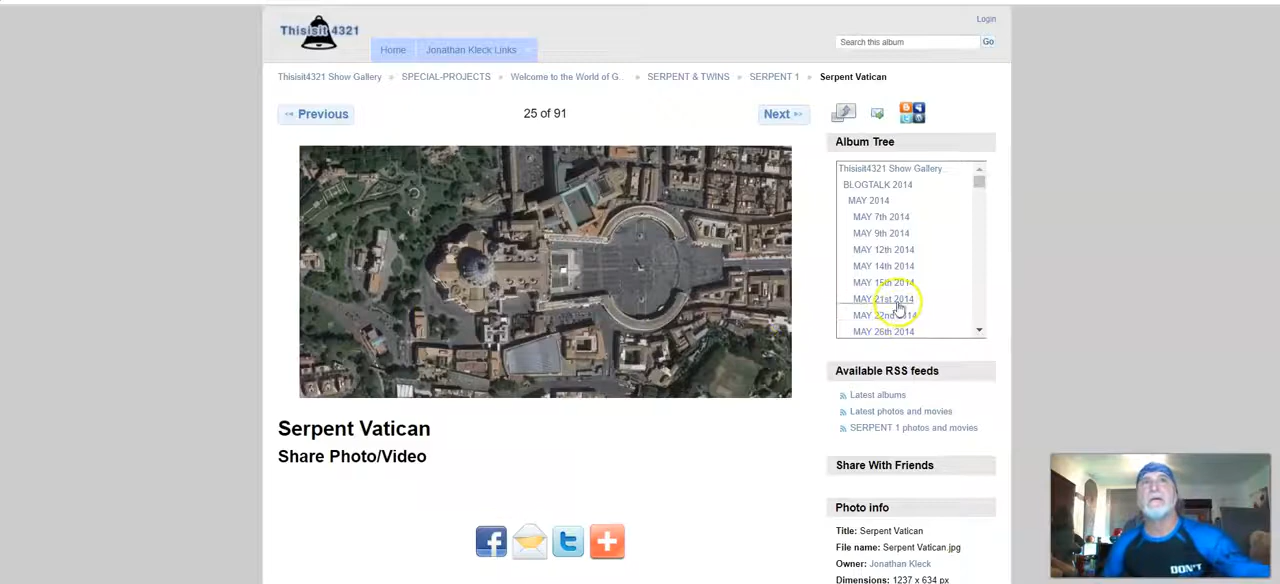 Thisisit 4321
Login
Home
Jonathan Kleck Links
Search this album
Go
Thisisit4321 Show Gallery » SPECIAL-PROJECTS » Welcome to the World of G... » SERPENT & TWINS » SERPENT 1 » Serpent Vatican
Previous
25 of 91
Next
Album Tree
Thisisit4321 Show Gallery
BLOGTALK 2014
MAY 2014
MAY 7th 2014
MAY 9th 2014
MAY 12th 2014
MAY 14th 2014
MAY 15th 2014
MAY 21st 2014
MAY 22nd 2014
MAY 26th 2014
Available RSS feeds
Latest albums
Latest photos and movies
SERPENT 1 photos and movies
Serpent Vatican
Share Photo/Video
Share With Friends
Photo info
Title: Serpent Vatican
File name: Serpent Vatican.jpg
Owner: Jonathan Kleck
Dimensions: 1237 x 634 px
DON'T